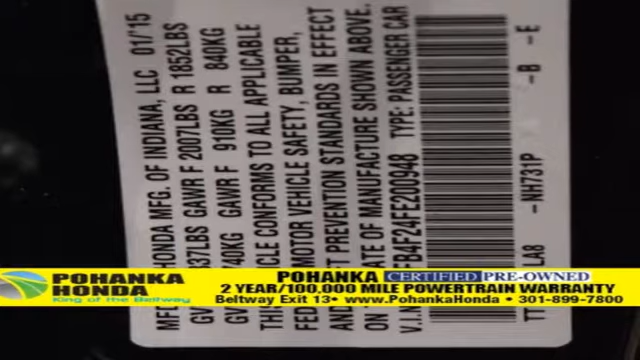 HONDA MFG. OF INDIANA, LLC 01/'15
GAWR F 2007LBS R 1852LBS
GAWR F 910KG R 840KG
CONFORMS TO ALL APPLICABLE
MOTOR VEHICLE SAFETY, BUMPER,
PREVENTION STANDARDS IN EFFECT
OF MANUFACTURE SHOWN ABOVE.
FB4F24FE200948 TYPE: PASSENGER CAR
-NH731P -B -E
POHANKA
HONDA
King of the Beltway
POHANKA CERTIFIED PRE-OWNED
2 YEAR/100,000 MILE POWERTRAIN WARRANTY
Beltway Exit 13• www.PohankaHonda • 301-899-7800